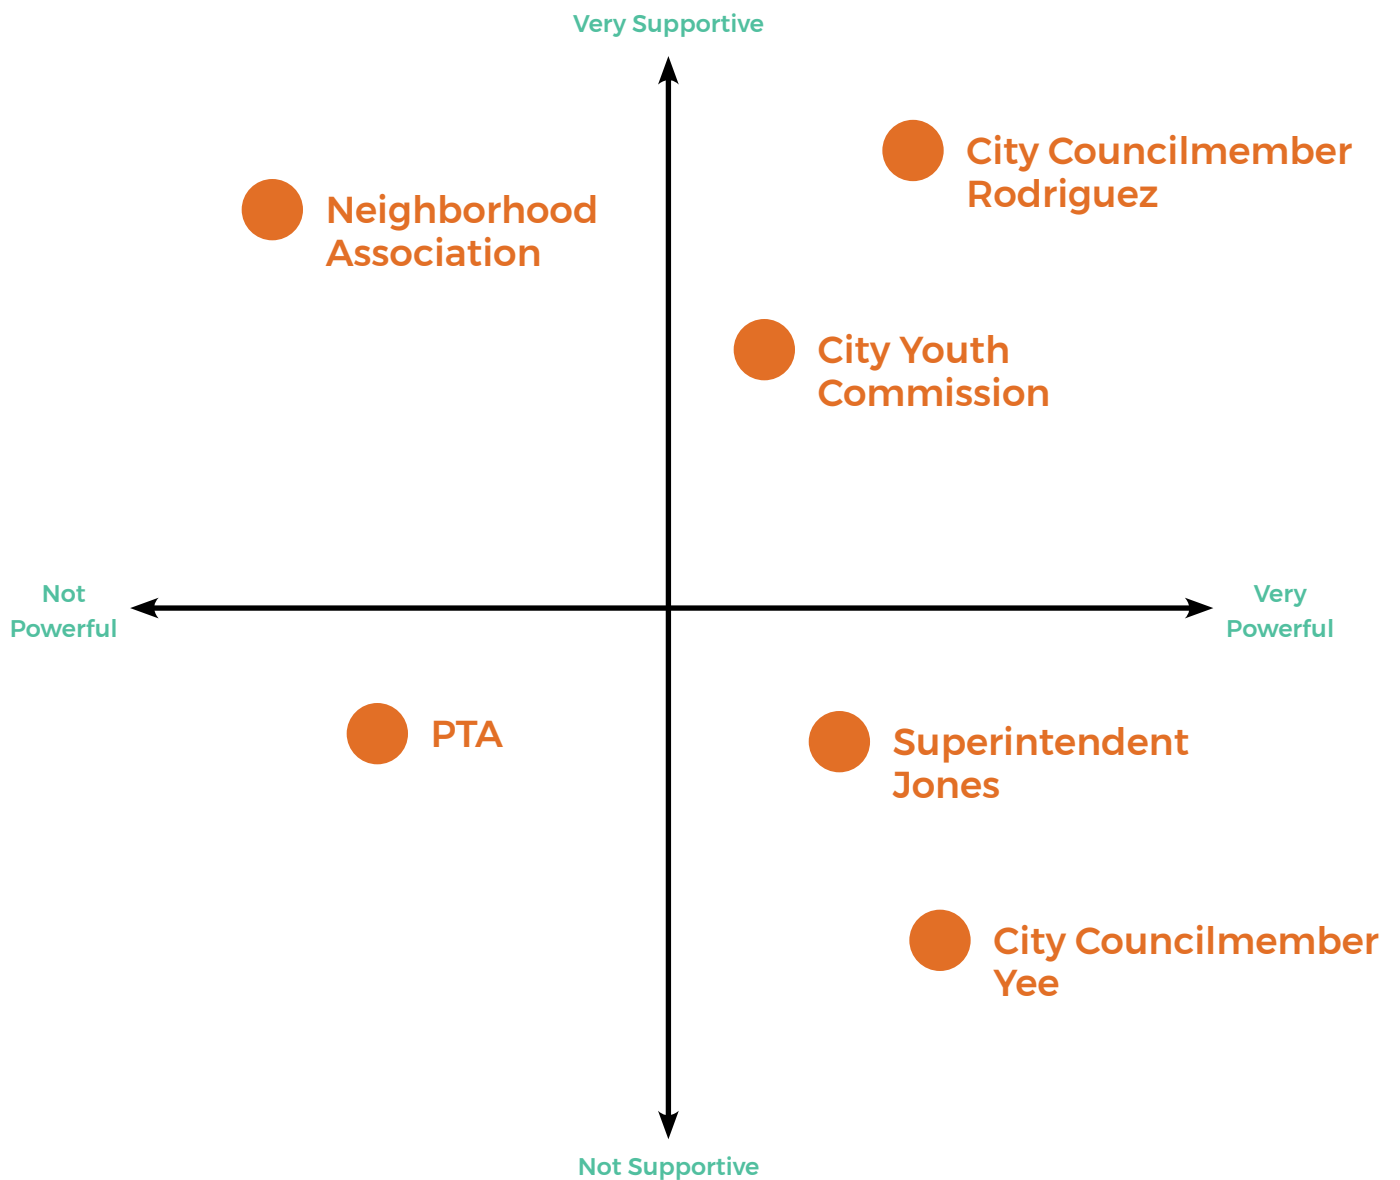 Very Supportive
City Councilmember
Rodriguez
Neighborhood
Association
City Youth
Commission
Not
Powerful
Very
Powerful
PTA
Superintendent
Jones
City Councilmember
Yee
Not Supportive